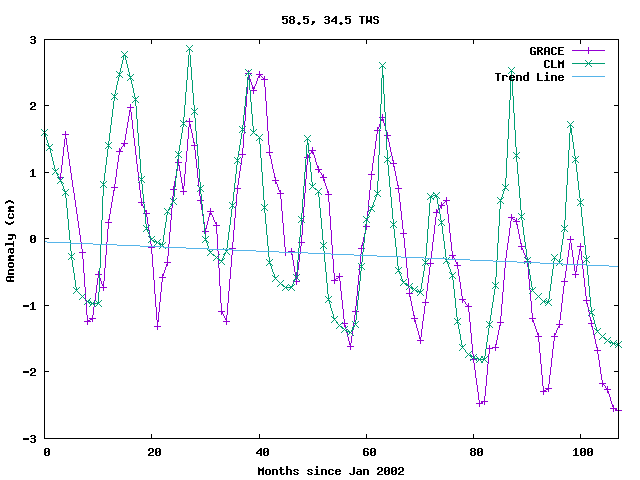 58.5, 34.5 TWS
GRACE
CLM
Trend Line
3
2
1
0
-1
-2
-3
Anomaly (cm)
0 20 40 60 80 100
Months since Jan 2002